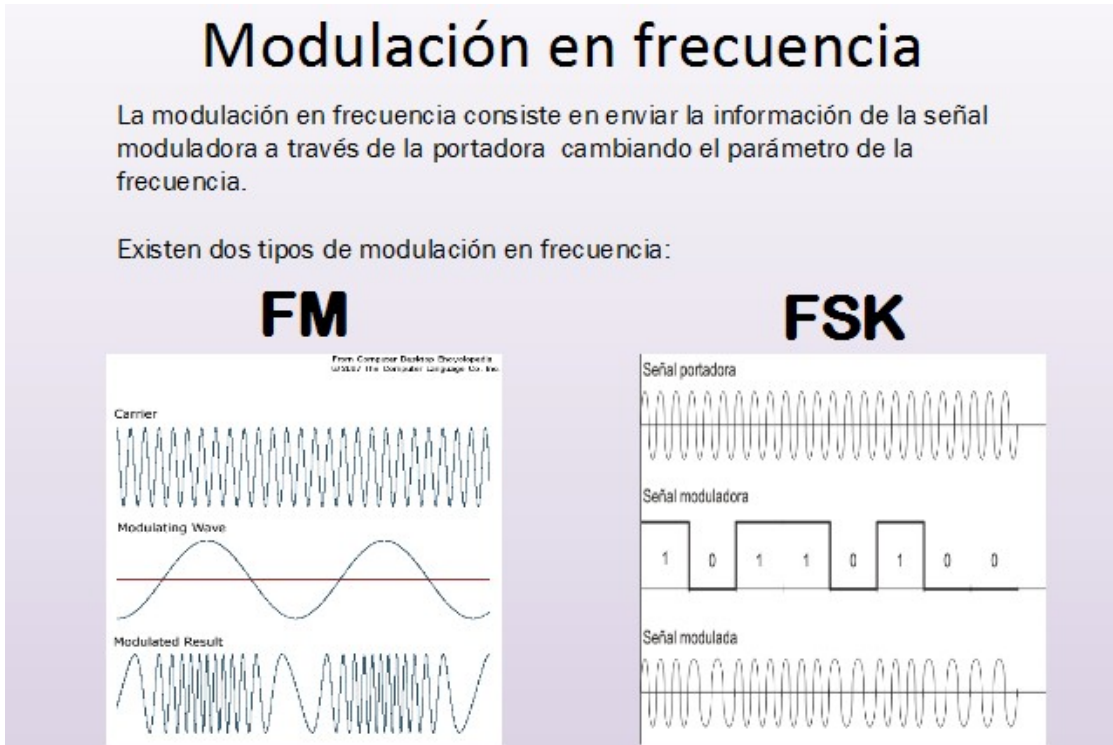 Modulación en frecuencia
La modulación en frecuencia consiste en enviar la información de la señal
moduladora a través de la portadora cambiando el parámetro de la
frecuencia.
Existen dos tipos de modulación en frecuencia:
FM
From Computer Desktop Encyclopedia
© 2007 The Computer Language Co. Inc.
Carrier
Modulating Wave
Modulated Result
FSK
Señal portadora
Señal moduladora
1 0 1 1 0 1 0 0
Señal modulada